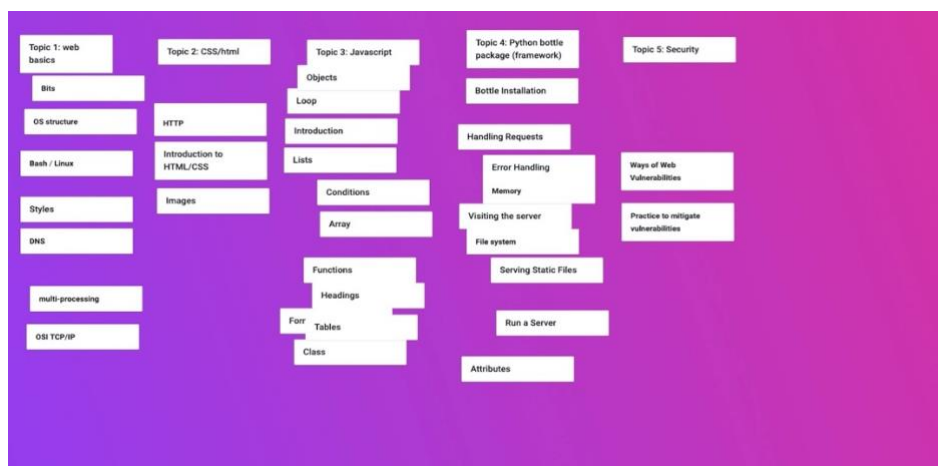 Topic 1: web
basics
Bits
OS structure
Bash / Linux
Styles
DNS
multi-processing
OSI TCP/IP
Topic 2: CSS/html
HTTP
Introduction to
HTML/CSS
Images
Topic 3: Javascript
Objects
Loop
Introduction
Lists
Conditions
Array
Functions
Headings
Tables
Class
Topic 4: Python bottle
package (framework)
Bottle Installation
Handling Requests
Error Handling
Memory
Visiting the server
File system
Serving Static Files
Run a Server
Attributes
Topic 5: Security
Ways of Web
Vulnerabilities
Practice to mitigate
vulnerabilities